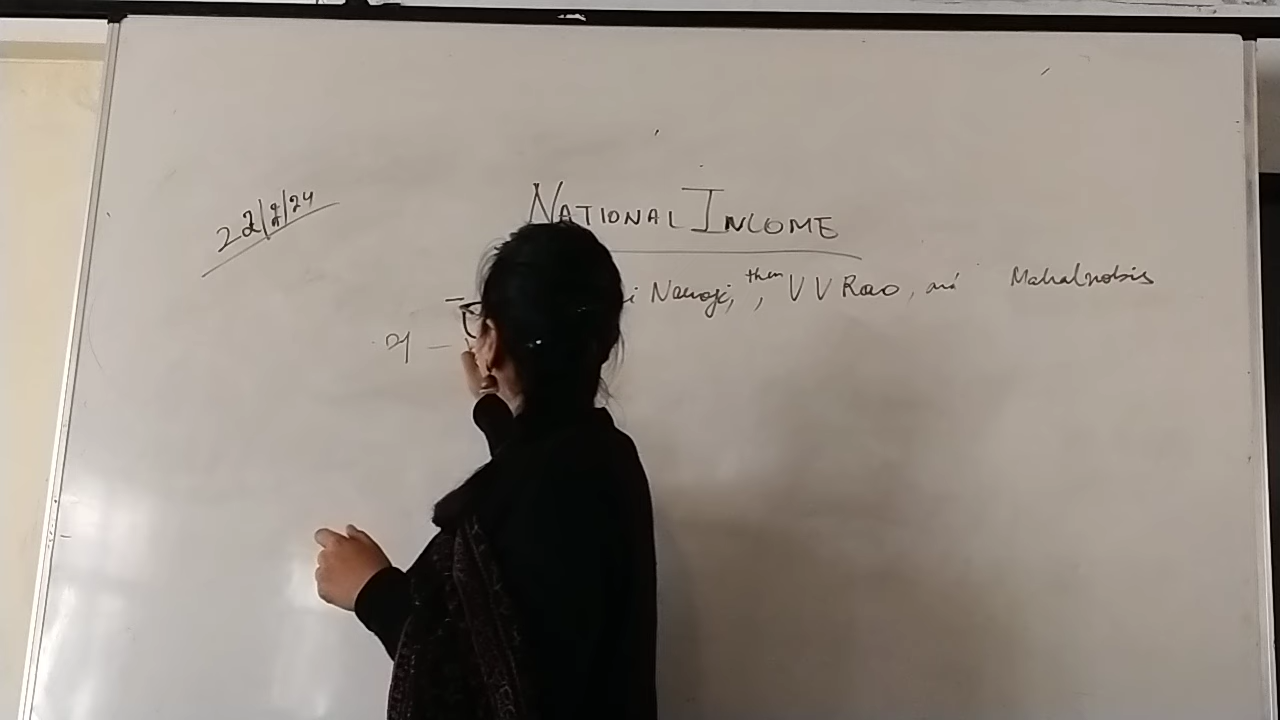 22/2/24
NATIONAL INCOME
i Naoroji, , then V V Rao, and Mahalnobis